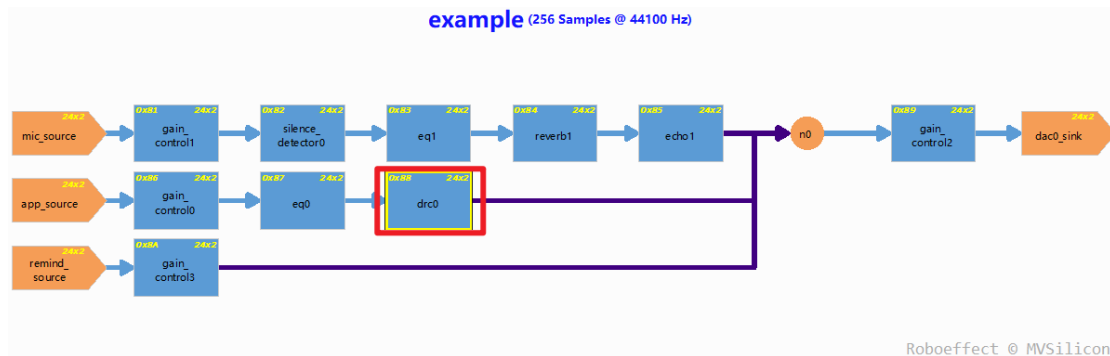 example (256 Samples @ 44100 Hz)
24x2
mic_source
0x81 24x2
gain_
control1
0x82 24x2
silence_
detector0
0x83 24x2
eq1
0x84 24x2
reverb1
0x85 24x2
echo1
n0
0x89 24x2
gain_
control2
24x2
dac0_sink
24x2
app_source
0x86 24x2
gain_
control0
0x87 24x2
eq0
0x88 24x2
drc0
24x2
remind_
source
0x8A 24x2
gain_
control3
Roboeffect © MVSilicon